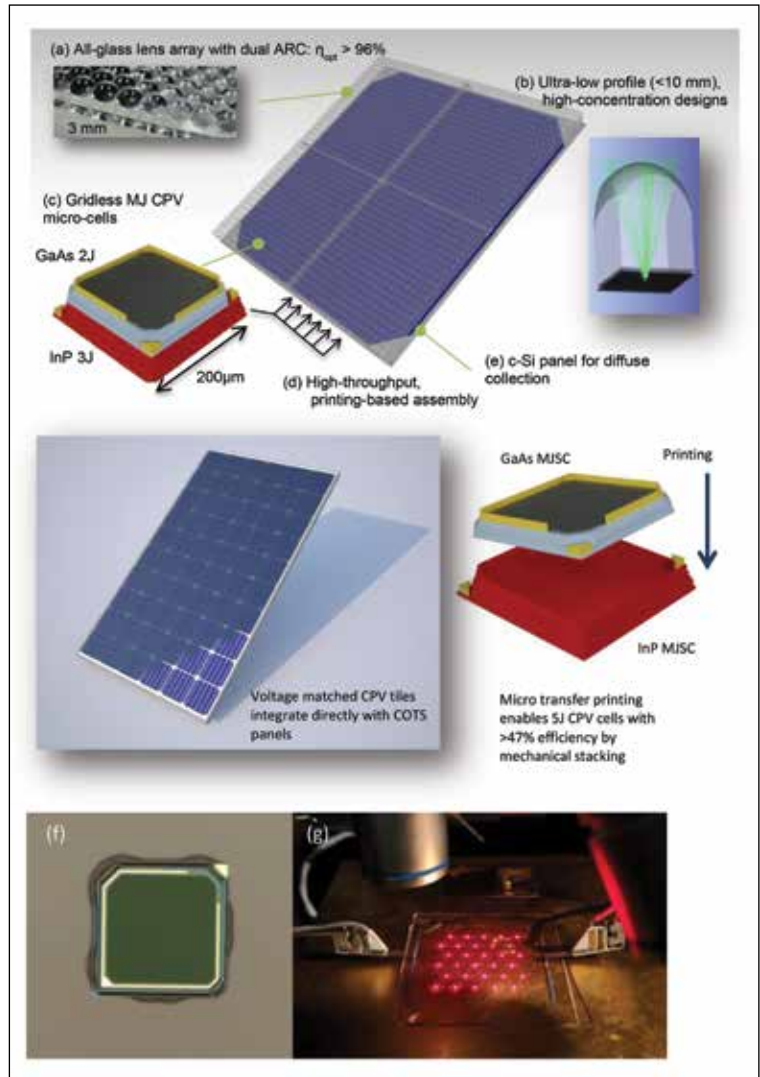 (a) All-glass lens array with dual ARC: ηopt > 96%
3 mm
(b) Ultra-low profile (<10 mm),
high-concentration designs
(c) Gridless MJ CPV
micro-cells
GaAs 2J
InP 3J
200µm
(d) High-throughput,
printing-based assembly
(e) c-Si panel for diffuse
collection
Voltage matched CPV tiles
integrate directly with COTS
panels
GaAs MJSC
Printing
InP MJSC
Micro transfer printing
enables 5J CPV cells with
>47% efficiency by
mechanical stacking
(f)
(g)